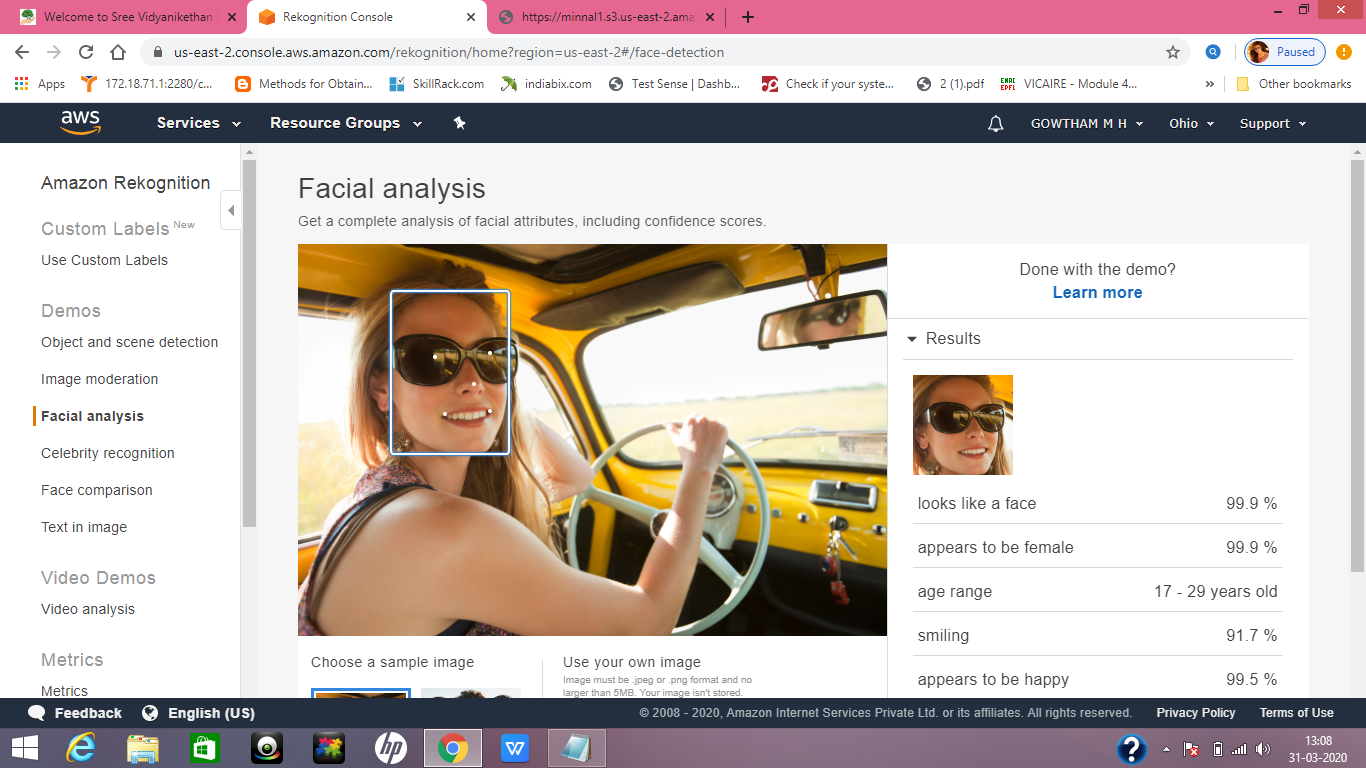 Welcome to Sree Vidyanikethan
Rekognition Console
https://minnal1.s3.us-east-2.ama
us-east-2.console.aws.amazon.com/rekognition/home?region=us-east-2#/face-detection
Paused
Apps
172.18.71.1:2280/c...
Methods for Obtain...
SkillRack.com
indiabix.com
Test Sense | Dashb...
Check if your syste...
2 (1).pdf
VICAIRE - Module 4...
»
Other bookmarks
aws
Services
Resource Groups
GOWTHAM M H
Ohio
Support
Amazon Rekognition
Custom Labels New
Use Custom Labels
Demos
Object and scene detection
Image moderation
Facial analysis
Celebrity recognition
Face comparison
Text in image
Video Demos
Video analysis
Metrics
Metrics
Facial analysis
Get a complete analysis of facial attributes, including confidence scores.
Choose a sample image
Use your own image
Image must be .jpeg or .png format and no
larger than 5MB. Your image isn't stored.
Done with the demo?
Learn more
Results
looks like a face 99.9 %
appears to be female 99.9 %
age range 17 - 29 years old
smiling 91.7 %
appears to be happy 99.5 %
Feedback
English (US)
© 2008 - 2020, Amazon Internet Services Private Ltd. or its affiliates. All rights reserved.
Privacy Policy
Terms of Use
hp
W
?
13:08
31-03-2020